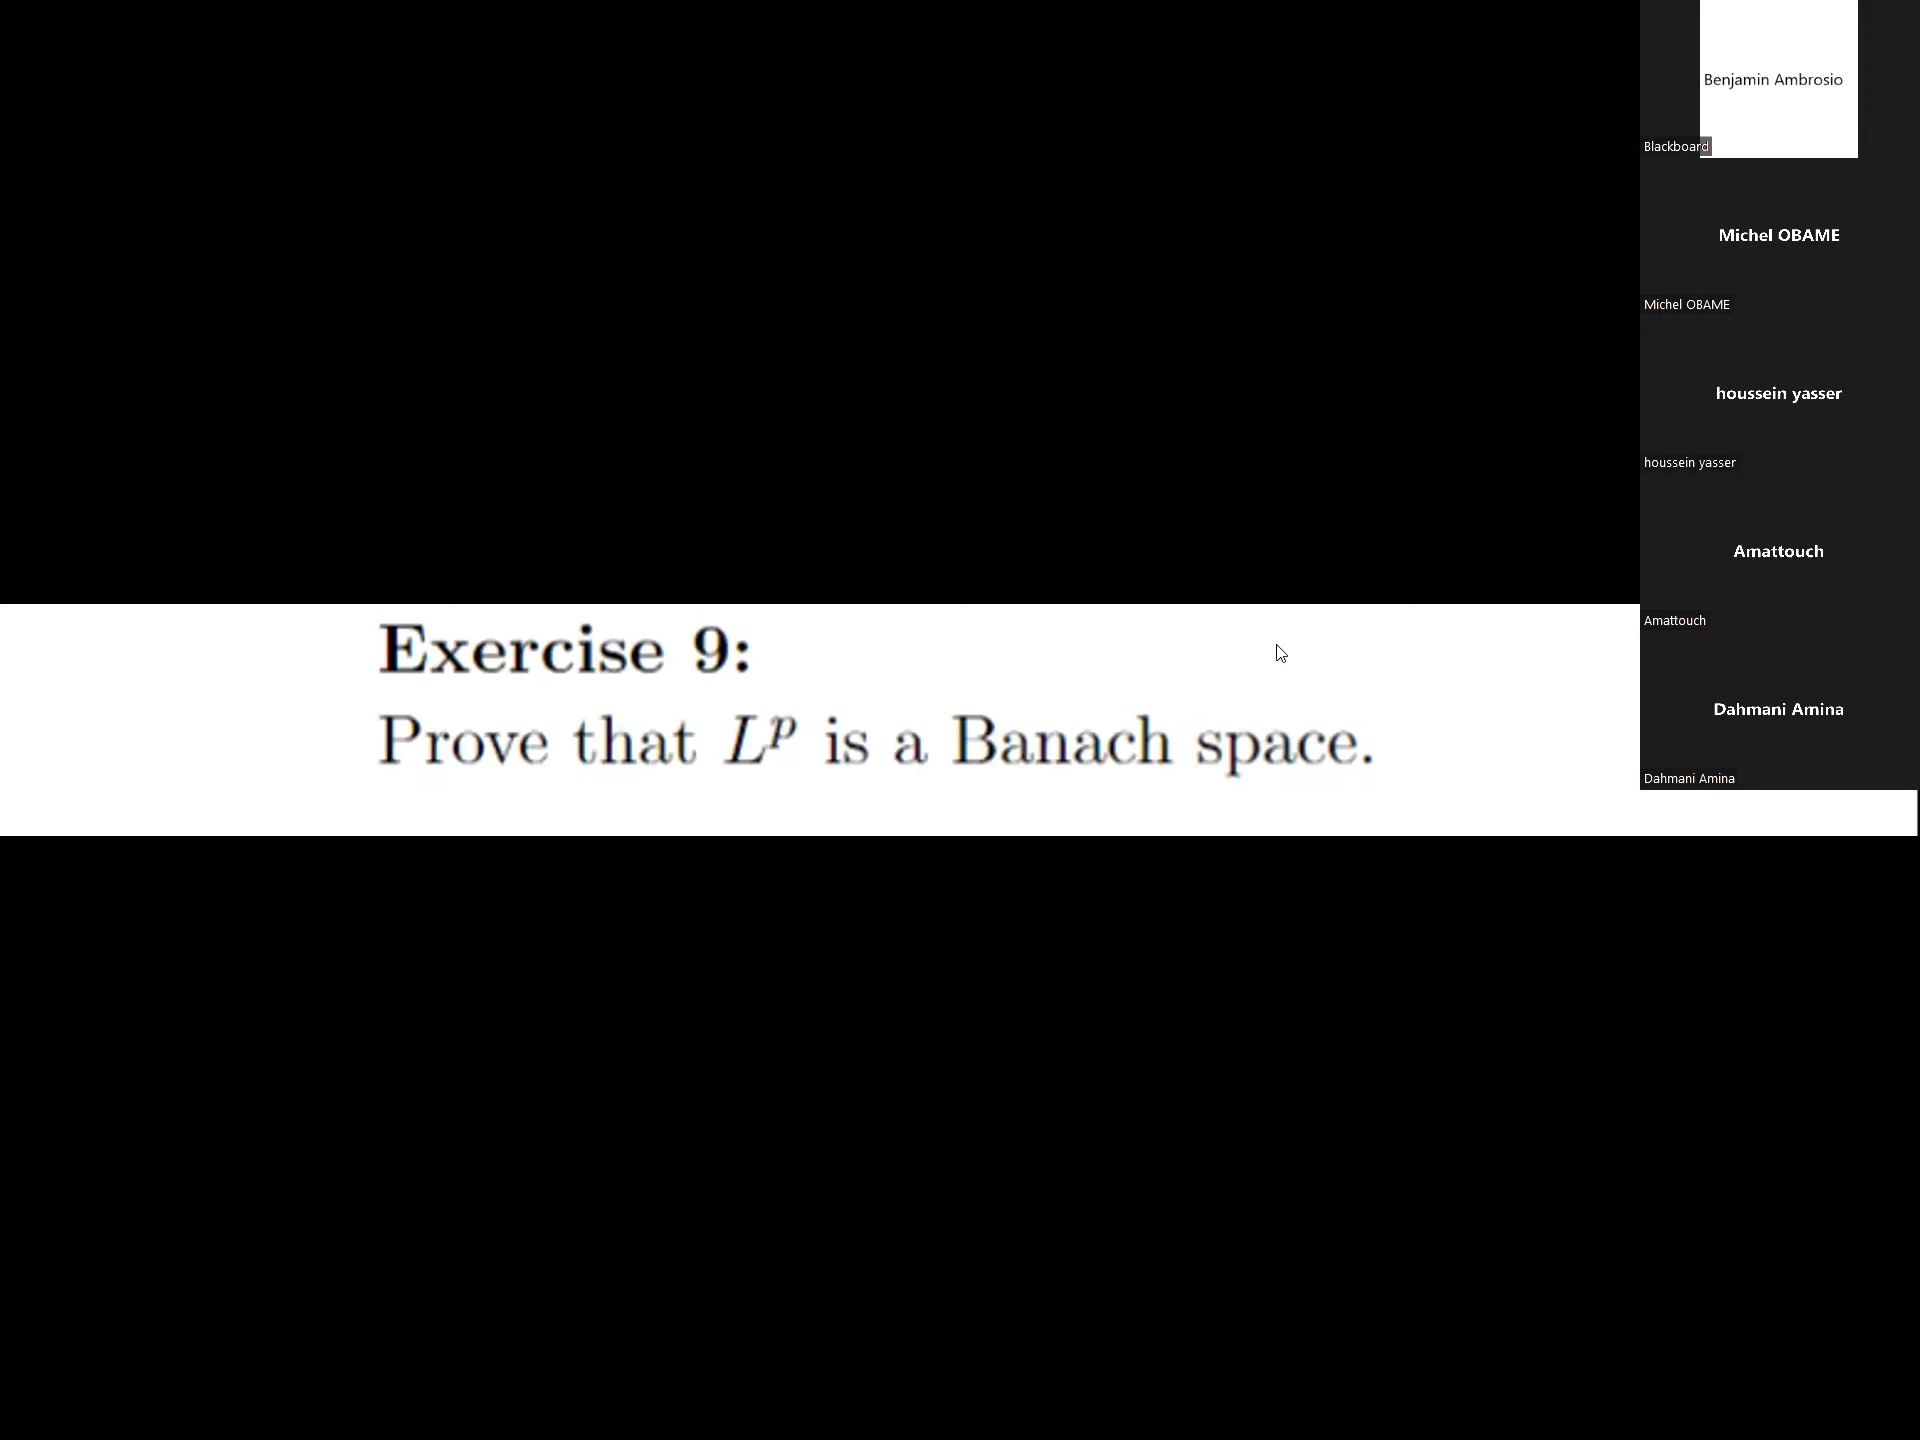 Benjamin Ambrosio
Blackboard
Michel OBAME
Michel OBAME
houssein yasser
houssein yasser
Amattouch
Amattouch
Dahmani Amina
Dahmani Amina
Exercise 9:
Prove that L^p is a Banach space.